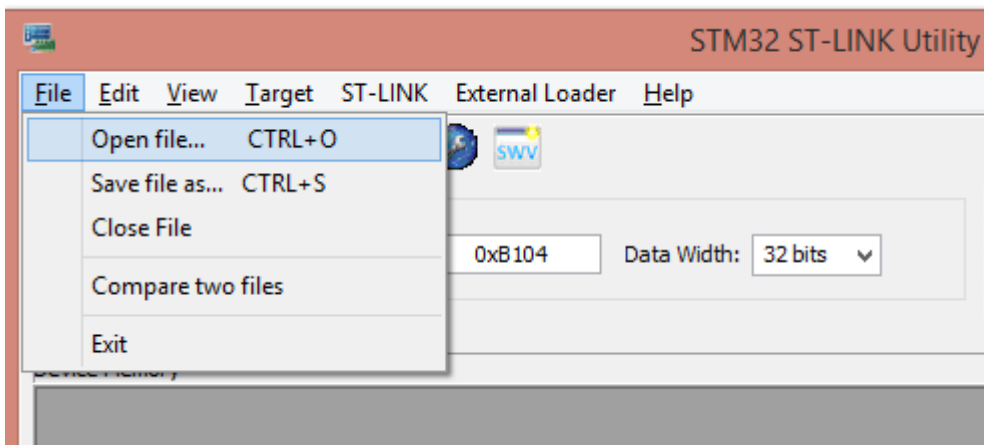 STM32 ST-LINK Utility
File Edit View Target ST-LINK External Loader Help
Open file... CTRL+O
SWV
Save file as... CTRL+S
Close File
0xB104 Data Width: 32 bits
Compare two files
Exit